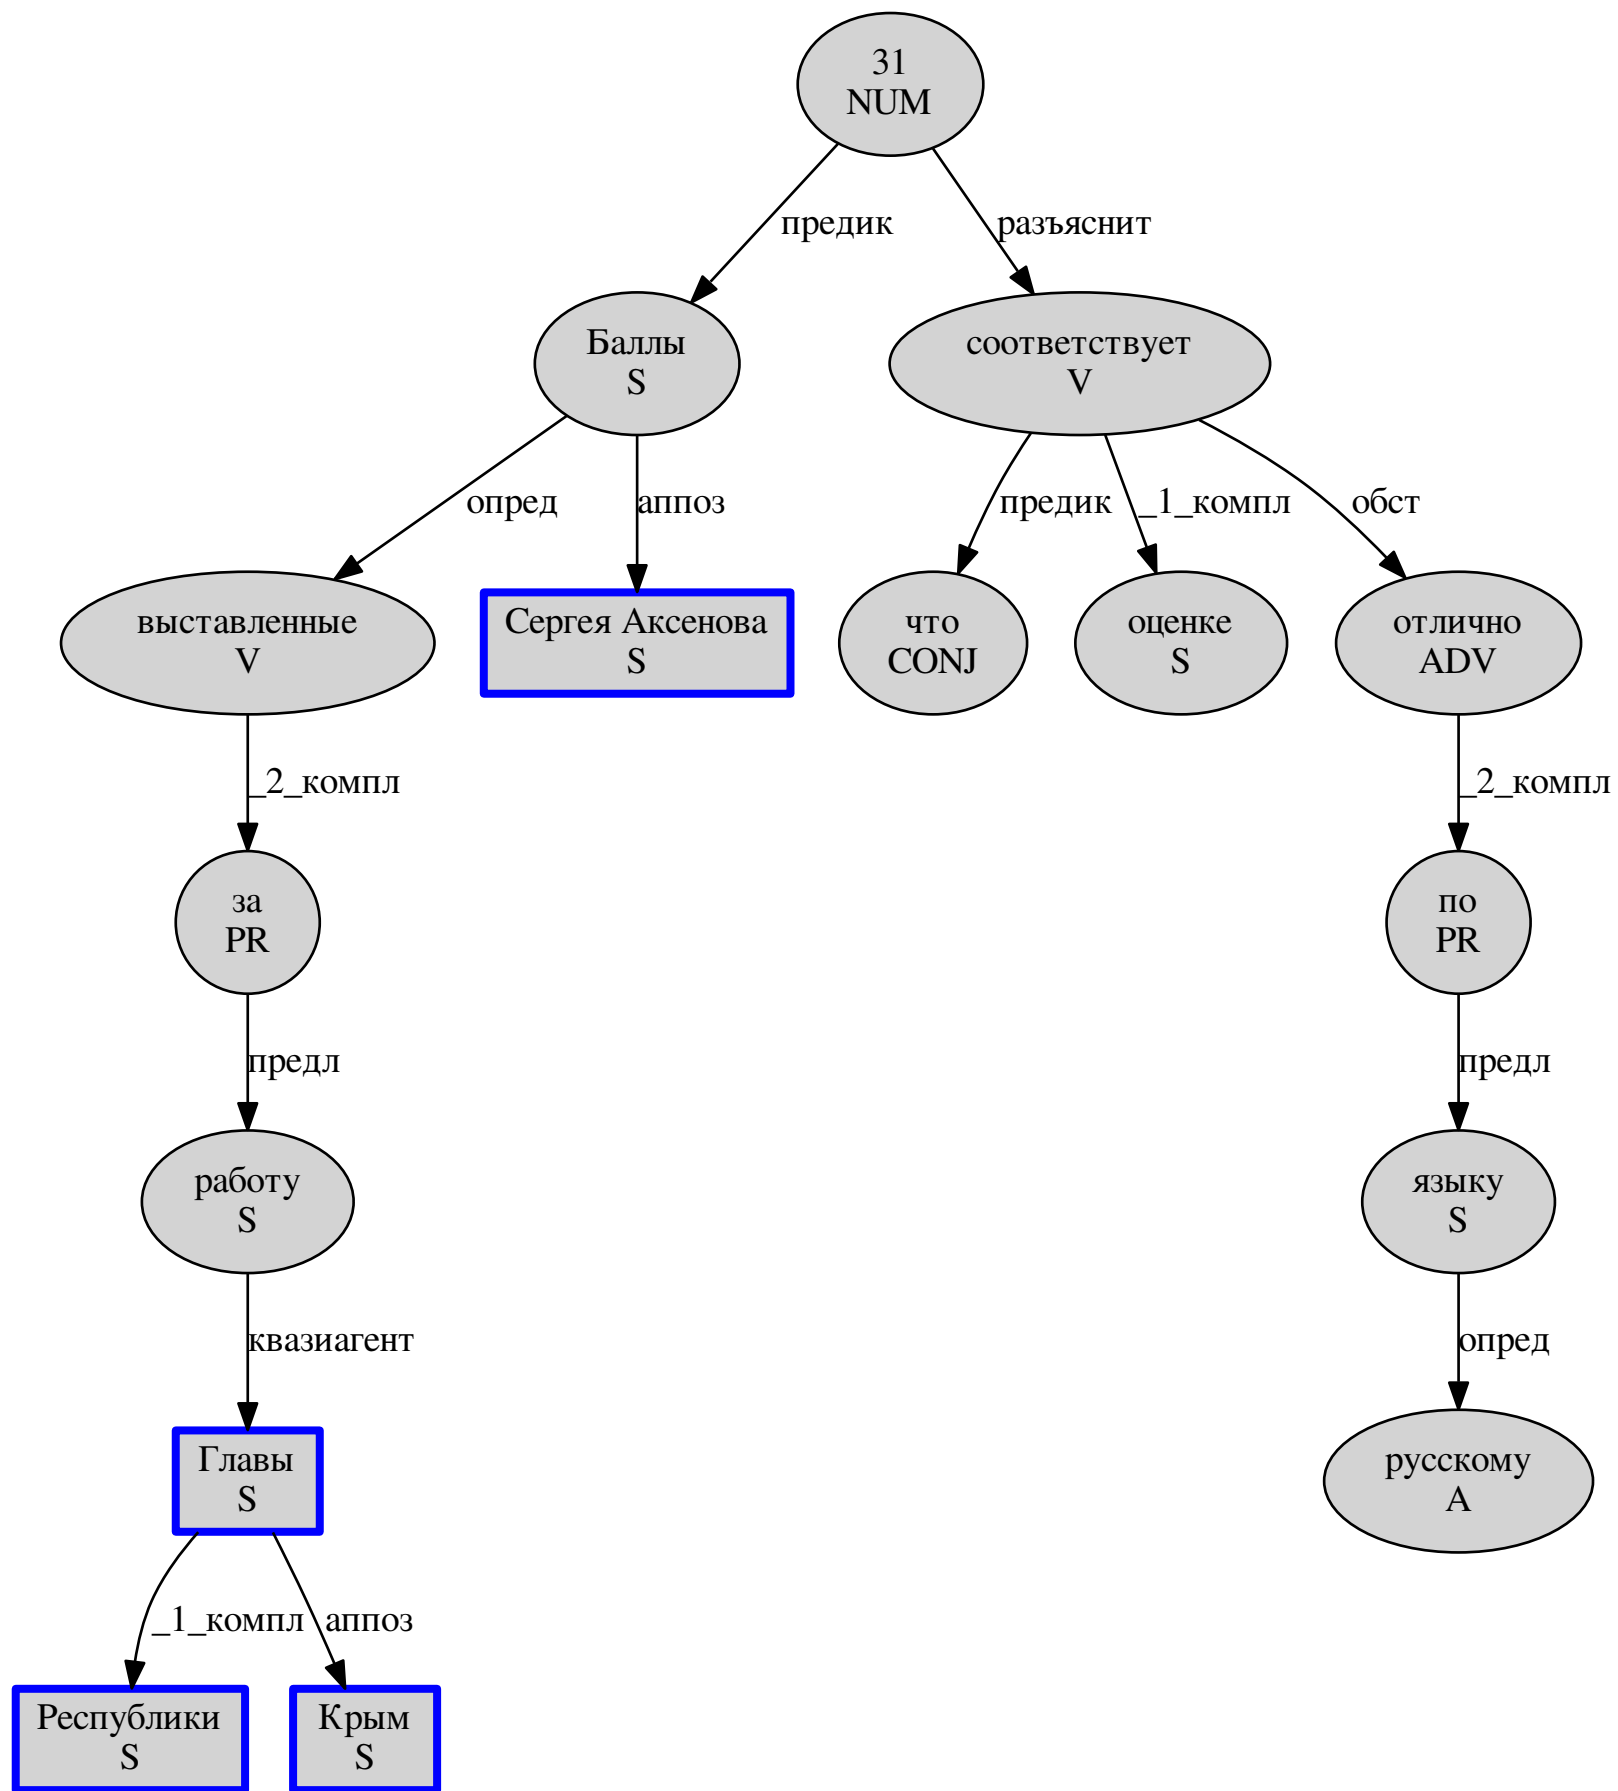 31
NUM
предик
разъяснит
Баллы
S
соответствует
V
опред
аппоз
предик
_1_компл
обст
выставленные
V
Сергея Аксенова
S
что
CONJ
оценке
S
отлично
ADV
_2_компл
_2_компл
за
PR
по
PR
предл
предл
работу
S
языку
S
квазиагент
опред
Главы
S
русскому
A
_1_компл
аппоз
Республики
S
Крым
S